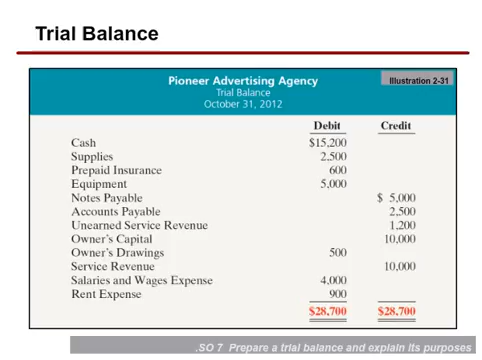 Trial Balance
Pioneer Advertising Agency
Illustration 2-31
Trial Balance
October 31, 2012
Debit Credit
Cash $15,200
Supplies 2,500
Prepaid Insurance 600
Equipment 5,000
Notes Payable $ 5,000
Accounts Payable 2,500
Unearned Service Revenue 1,200
Owner's Capital 10,000
Owner's Drawings 500
Service Revenue 10,000
Salaries and Wages Expense 4,000
Rent Expense 900
$28,700 $28,700
.SO 7 Prepare a trial balance and explain its purposes